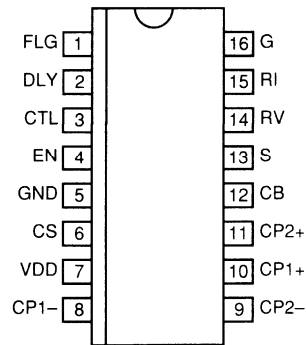 FLG 1 16 G
DLY 2 15 RI
CTL 3 14 RV
EN 4 13 S
GND 5 12 CB
CS 6 11 CP2+
VDD 7 10 CP1+
CP1– 8 9 CP2–